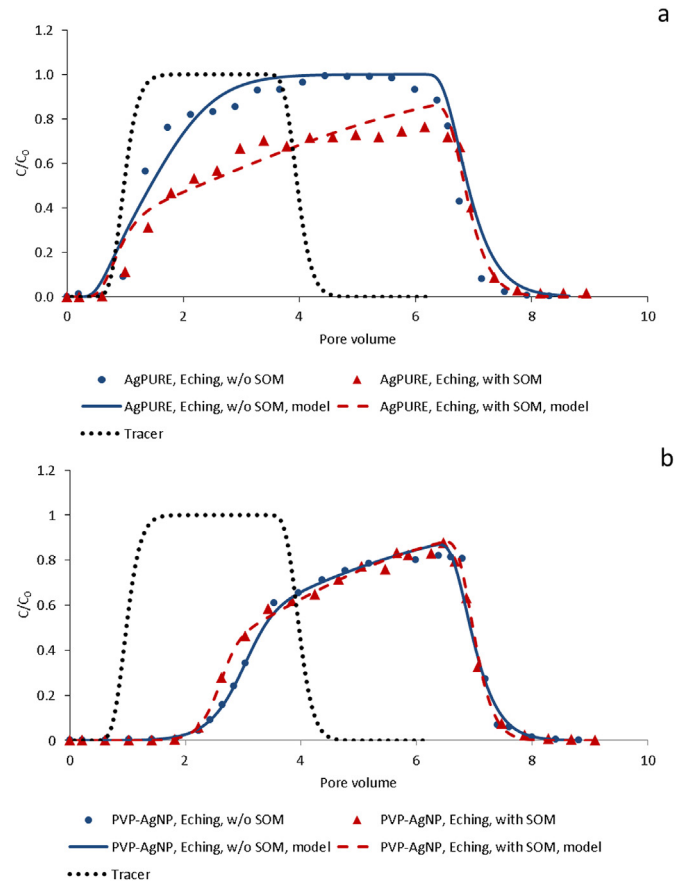 a
1.2
1.0
0.8
0.6
0.4
0.2
0.0
C/C₀
0 2 4 6 8 10
Pore volume
AgPURE, Eching, w/o SOM AgPURE, Eching, with SOM
AgPURE, Eching, w/o SOM, model AgPURE, Eching, with SOM, model
Tracer
b
1.2
1
0.8
0.6
0.4
0.2
0
C/C₀
0 2 4 6 8 10
Pore volume
PVP-AgNP, Eching, w/o SOM PVP-AgNP, Eching, with SOM
PVP-AgNP, Eching, w/o SOM, model PVP-AgNP, Eching, with SOM, model
Tracer